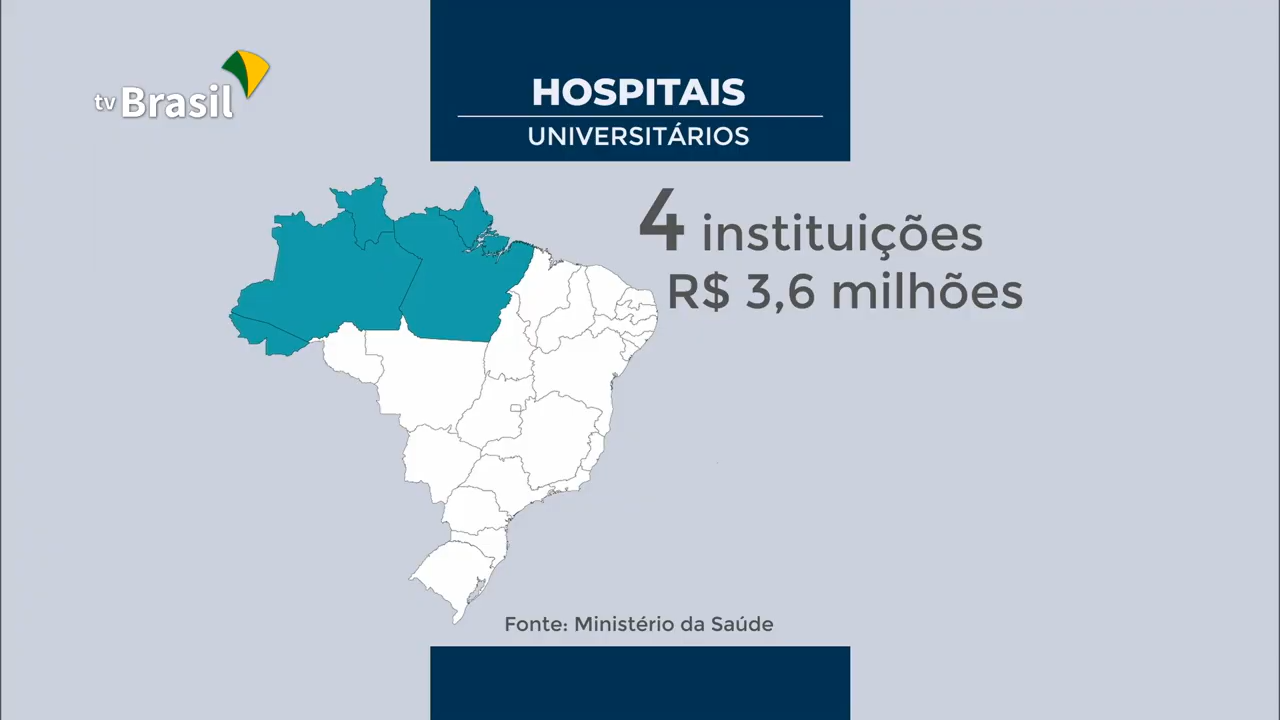 tv Brasil
HOSPITAIS
UNIVERSITÁRIOS
4 instituições
R$ 3,6 milhões
Fonte: Ministério da Saúde